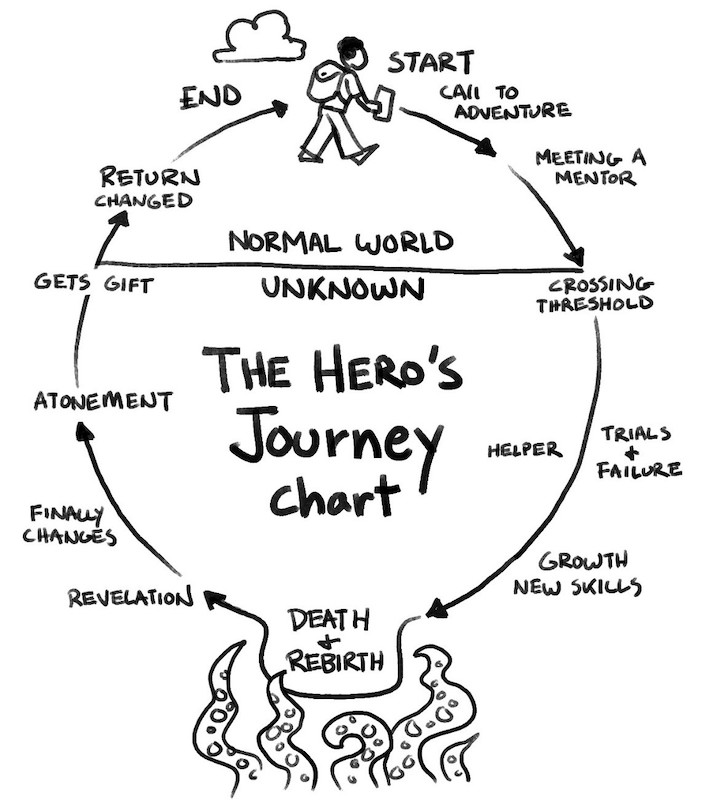 START
CALL TO
ADVENTURE
MEETING A
MENTOR
CROSSING
THRESHOLD
HELPER
TRIALS
+
FAILURE
GROWTH
NEW SKILLS
DEATH
+
REBIRTH
REVELATION
FINALLY
CHANGES
ATONEMENT
GETS GIFT
RETURN
CHANGED
END
NORMAL WORLD
UNKNOWN
THE HERO'S
Journey
chart